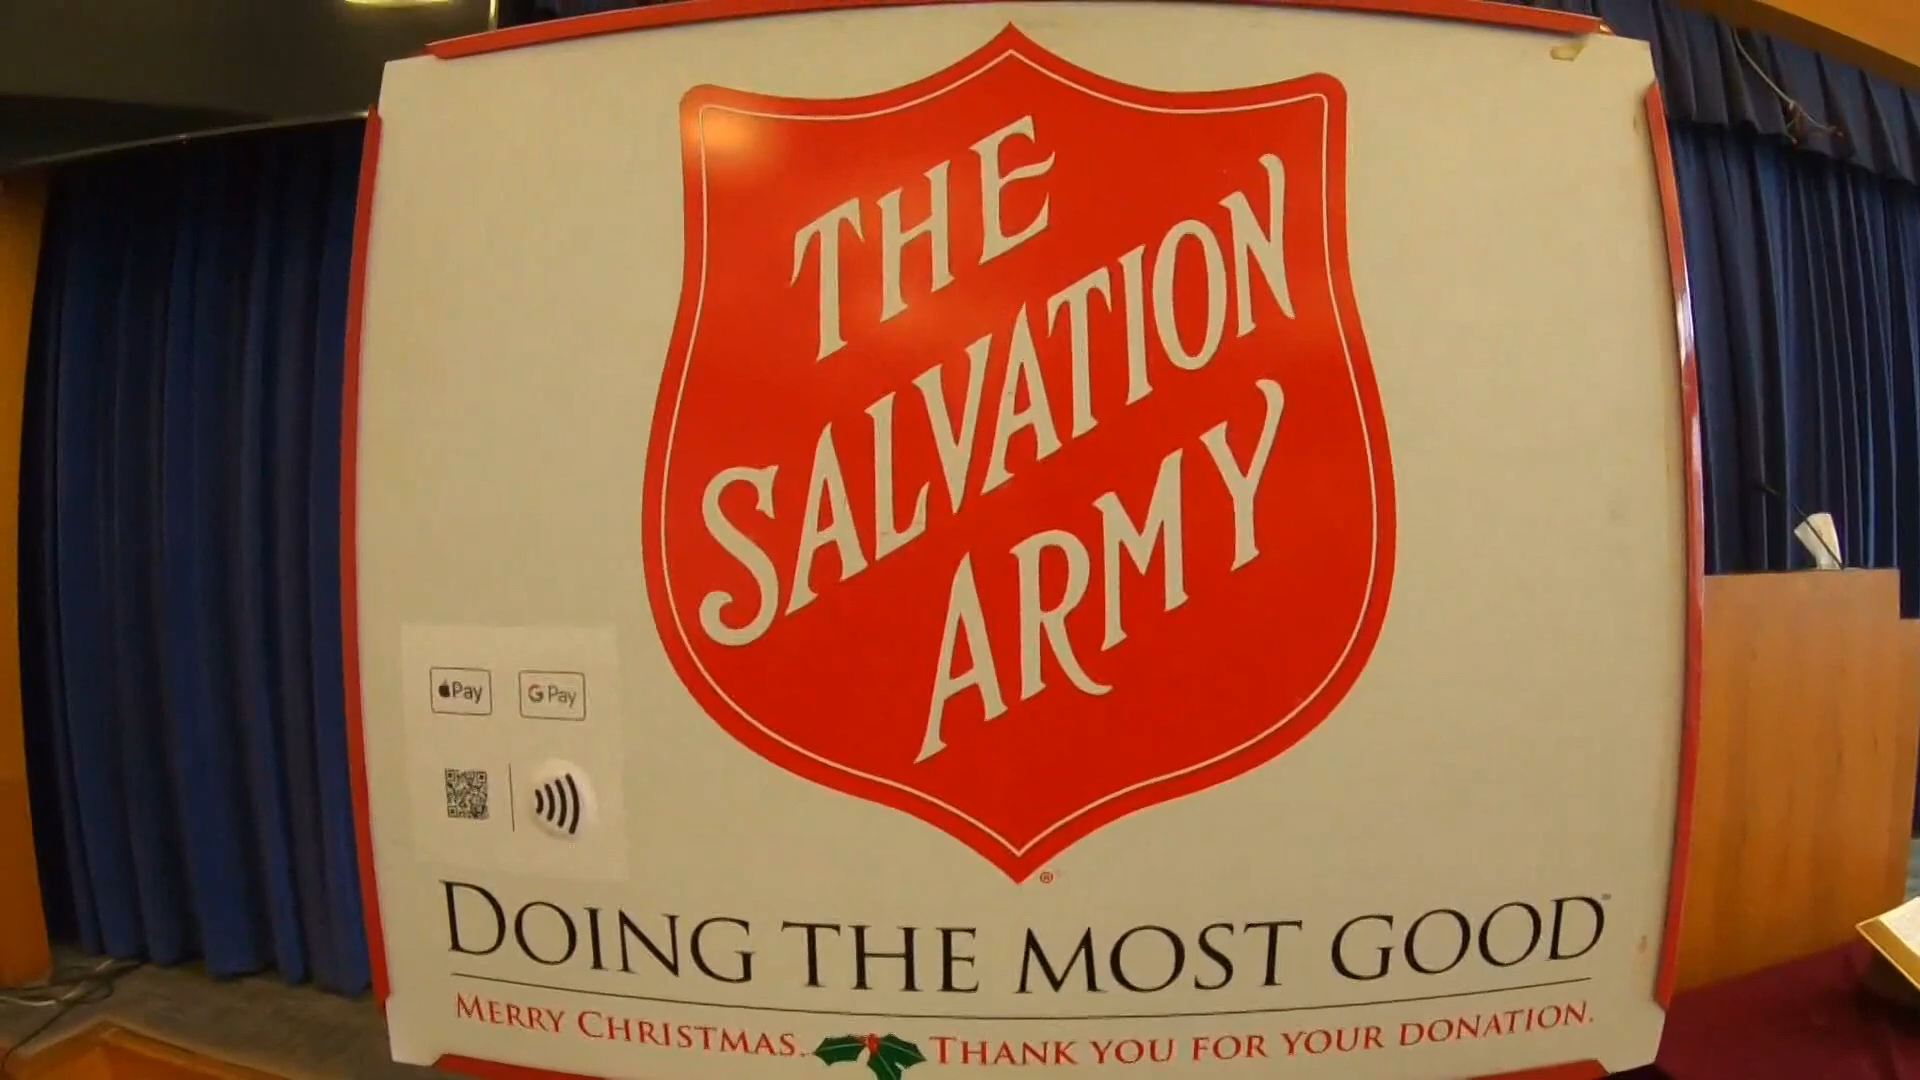 THE
SALVATION
ARMY
®
Pay
G Pay
DOING THE MOST GOOD
MERRY CHRISTMAS. THANK YOU FOR YOUR DONATION.